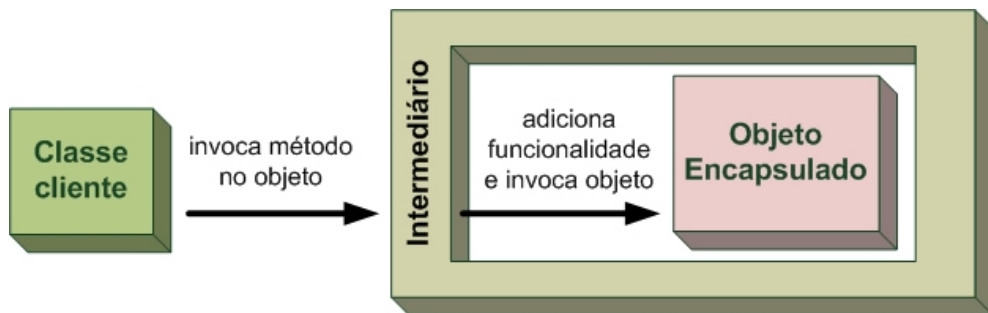 Classe
cliente
invoca método
no objeto
Intermediário
adiciona
funcionalidade
e invoca objeto
Objeto
Encapsulado